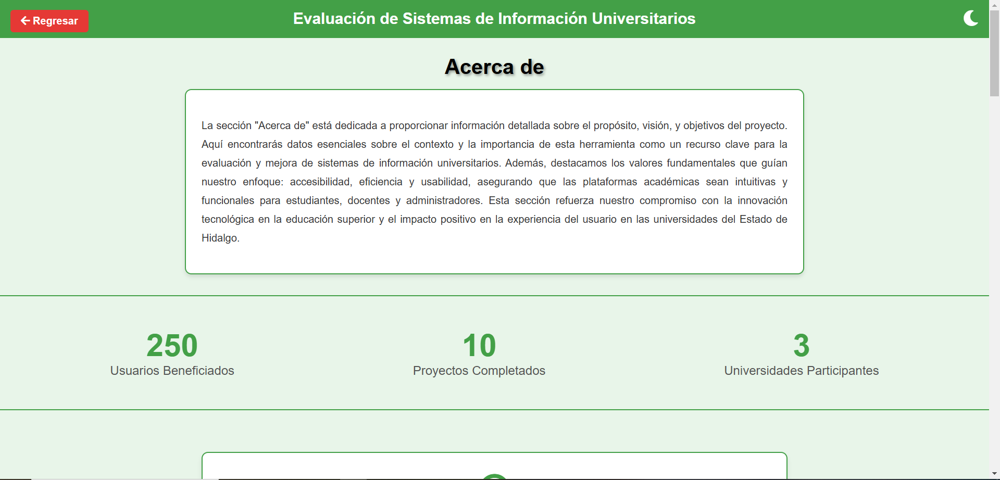 Regresar
Evaluación de Sistemas de Información Universitarios
Acerca de
La sección "Acerca de" está dedicada a proporcionar información detallada sobre el propósito, visión, y objetivos del proyecto.
Aquí encontrarás datos esenciales sobre el contexto y la importancia de esta herramienta como un recurso clave para la
evaluación y mejora de sistemas de información universitarios. Además, destacamos los valores fundamentales que guían
nuestro enfoque: accesibilidad, eficiencia y usabilidad, asegurando que las plataformas académicas sean intuitivas y
funcionales para estudiantes, docentes y administradores. Esta sección refuerza nuestro compromiso con la innovación
tecnológica en la educación superior y el impacto positivo en la experiencia del usuario en las universidades del Estado de
Hidalgo.
250
Usuarios Beneficiados
10
Proyectos Completados
3
Universidades Participantes